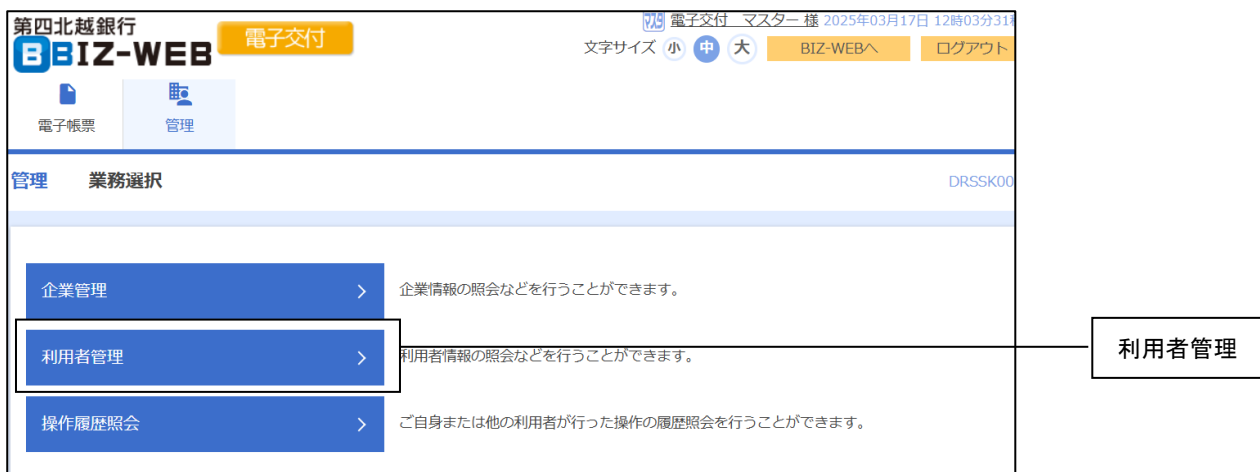 第四北越銀行
BBIZ-WEB 電子交付
マスタ 電子交付 マスター 様 2025年03月17日 12時03分31
文字サイズ 小 中 大 BIZ-WEBへ ログアウト
電子帳票 管理
管理 業務選択 DRSSK00
企業管理 企業情報の照会などを行うことができます。
利用者管理 利用者情報の照会などを行うことができます。 利用者管理
操作履歴照会 ご自身または他の利用者が行った操作の履歴照会を行うことができます。